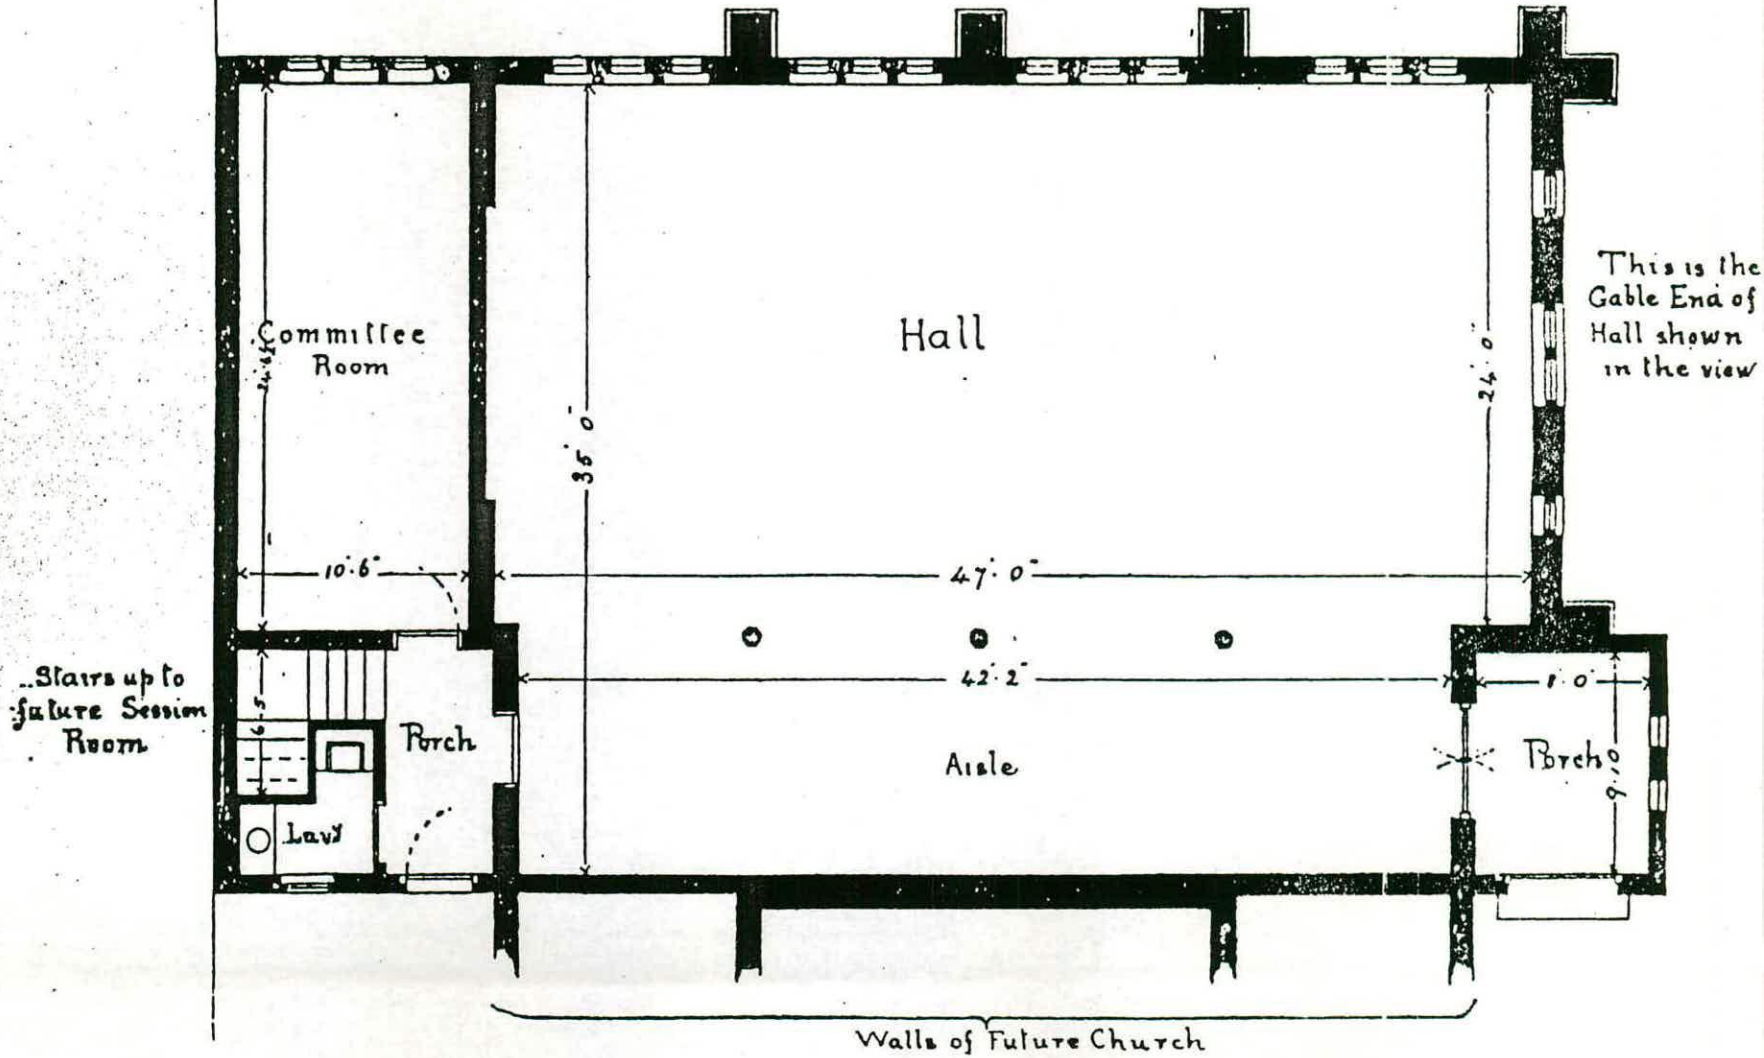 Committee
Room
Hall
This is the
Gable End of
Hall shown
in the view
35'.0"
24'.0"
10'.6"
47'.0"
Stairs up to
future Session
Room
6'.5
Porch
Lavy
42'.2"
Aisle
Porch
9'.10
Walls of Future Church